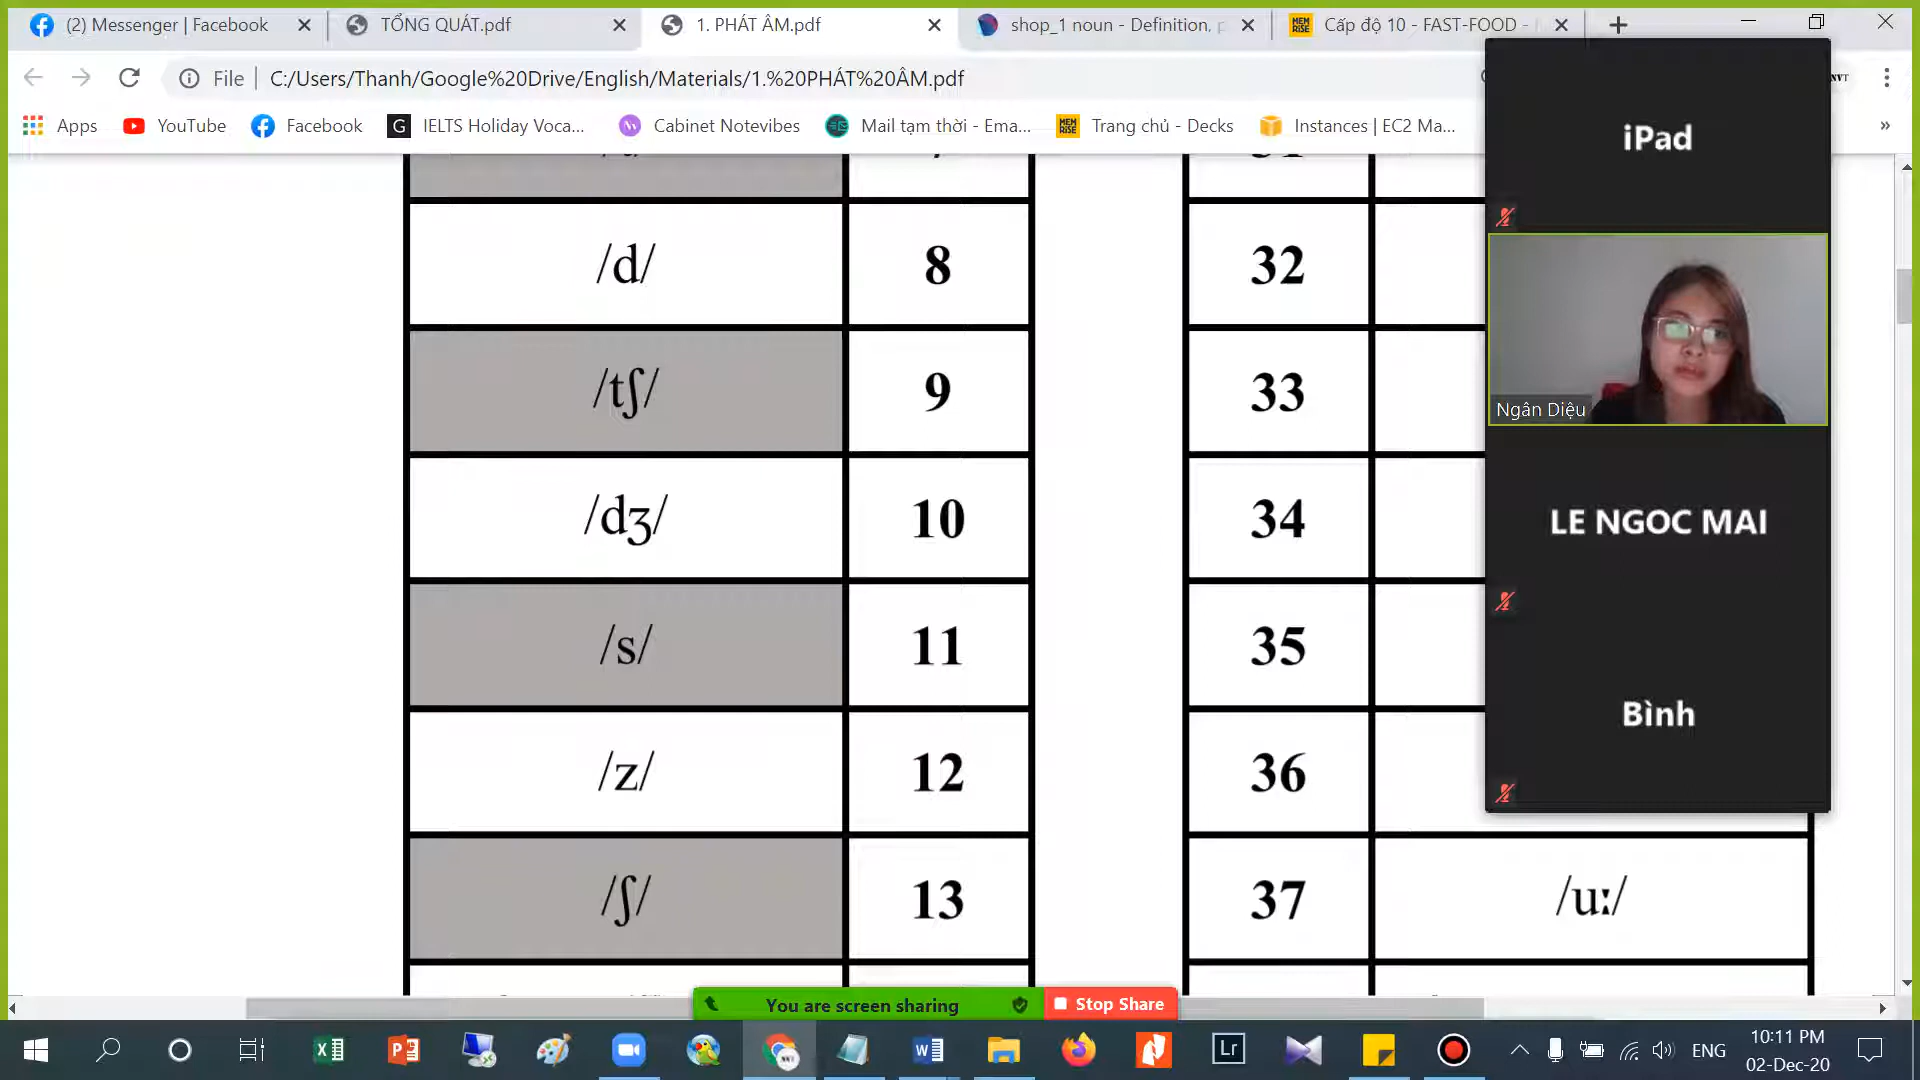 (2) Messenger | Facebook
TỔNG QUÁT.pdf
1. PHÁT ÂM.pdf
shop_1 noun - Definition, p
Cấp độ 10 - FAST-FOOD -
File
C:/Users/Thanh/Google%20Drive/English/Materials/1.%20PHÁT%20ÂM.pdf
NVT
Apps
YouTube
Facebook
IELTS Holiday Voca...
Cabinet Notevibes
Mail tạm thời - Ema...
Trang chủ - Decks
Instances | EC2 Ma...
»
/d/ 8 32
/tʃ/ 9 33
/dʒ/ 10 34
/s/ 11 35
/z/ 12 36
/ʃ/ 13 37 /uː/
iPad
Ngân Diệu
LE NGOC MAI
Bình
You are screen sharing
Stop Share
Lr
ENG
10:11 PM
02-Dec-20